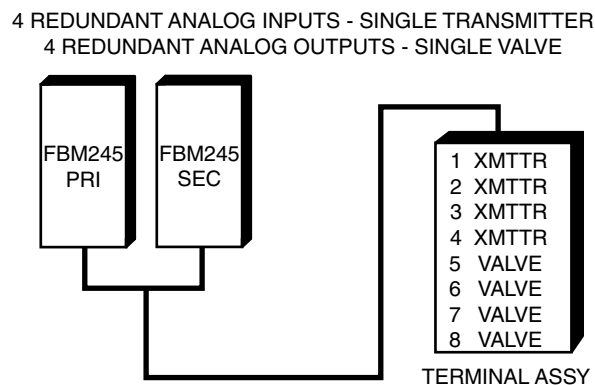 4 REDUNDANT ANALOG INPUTS - SINGLE TRANSMITTER
4 REDUNDANT ANALOG OUTPUTS - SINGLE VALVE
FBM245
PRI
FBM245
SEC
1 XMTTR
2 XMTTR
3 XMTTR
4 XMTTR
5 VALVE
6 VALVE
7 VALVE
8 VALVE
TERMINAL ASSY